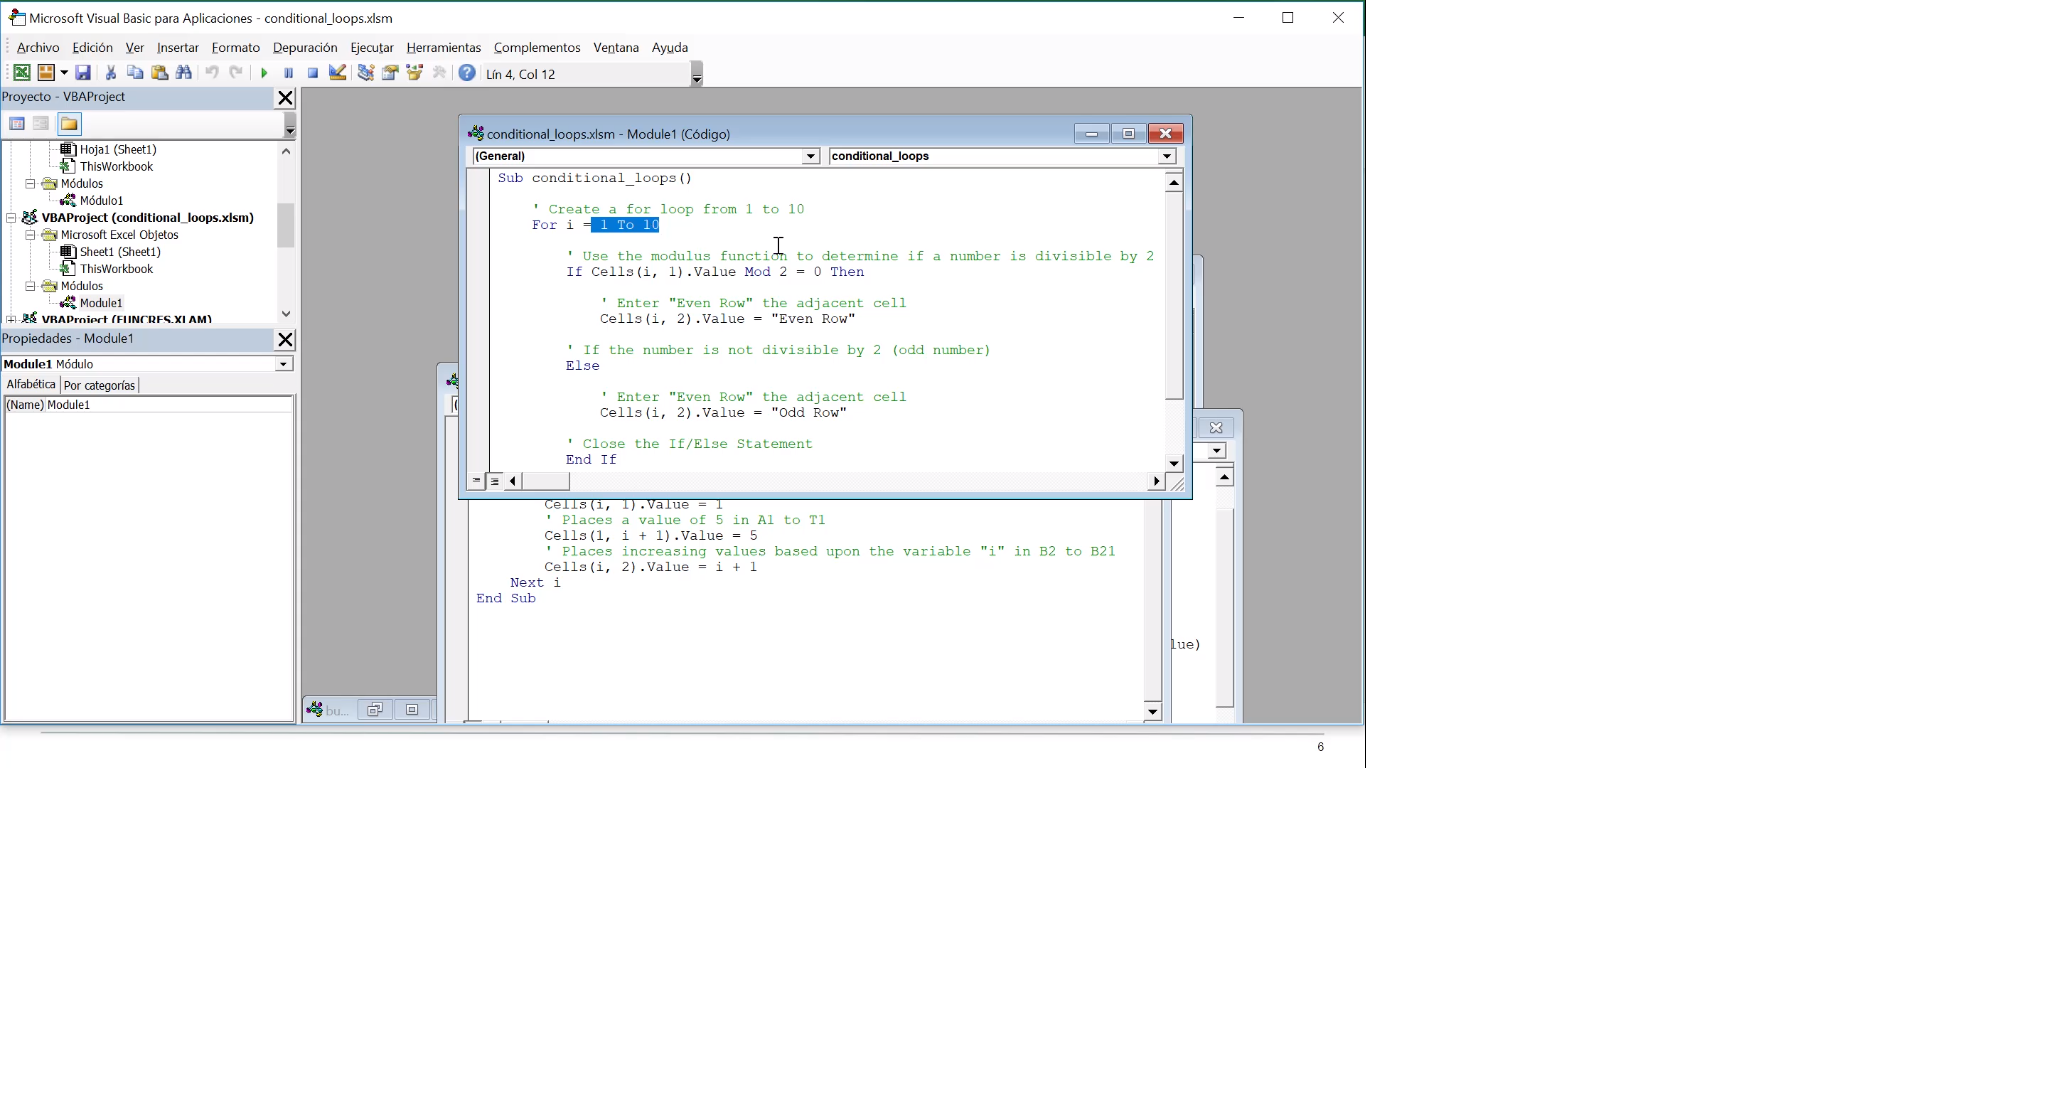 Microsoft Visual Basic para Aplicaciones - conditional_loops.xlsm
Archivo Edición Ver Insertar Formato Depuración Ejecutar Herramientas Complementos Ventana Ayuda
Lín 4, Col 12
Proyecto - VBAProject
Hoja1 (Sheet1)
ThisWorkbook
Módulos
Módulo1
VBAProject (conditional_loops.xlsm)
Microsoft Excel Objetos
Sheet1 (Sheet1)
ThisWorkbook
Módulos
Module1
VBAProject (FUNCRES.XLAM)
Propiedades - Module1
Module1 Módulo
Alfabética Por categorías
(Name) Module1
conditional_loops.xlsm - Module1 (Código)
(General) conditional_loops
Sub conditional_loops()
' Create a for loop from 1 to 10
For i = 1 To 10
' Use the modulus function to determine if a number is divisible by 2
If Cells(i, 1).Value Mod 2 = 0 Then
' Enter "Even Row" the adjacent cell
Cells(i, 2).Value = "Even Row"
' If the number is not divisible by 2 (odd number)
Else
' Enter "Even Row" the adjacent cell
Cells(i, 2).Value = "Odd Row"
' Close the If/Else Statement
End If
Cells(i, 1).Value = 1
' Places a value of 5 in A1 to T1
Cells(1, i + 1).Value = 5
' Places increasing values based upon the variable "i" in B2 to B21
Cells(i, 2).Value = i + 1
Next i
End Sub
lue)
bu...
6